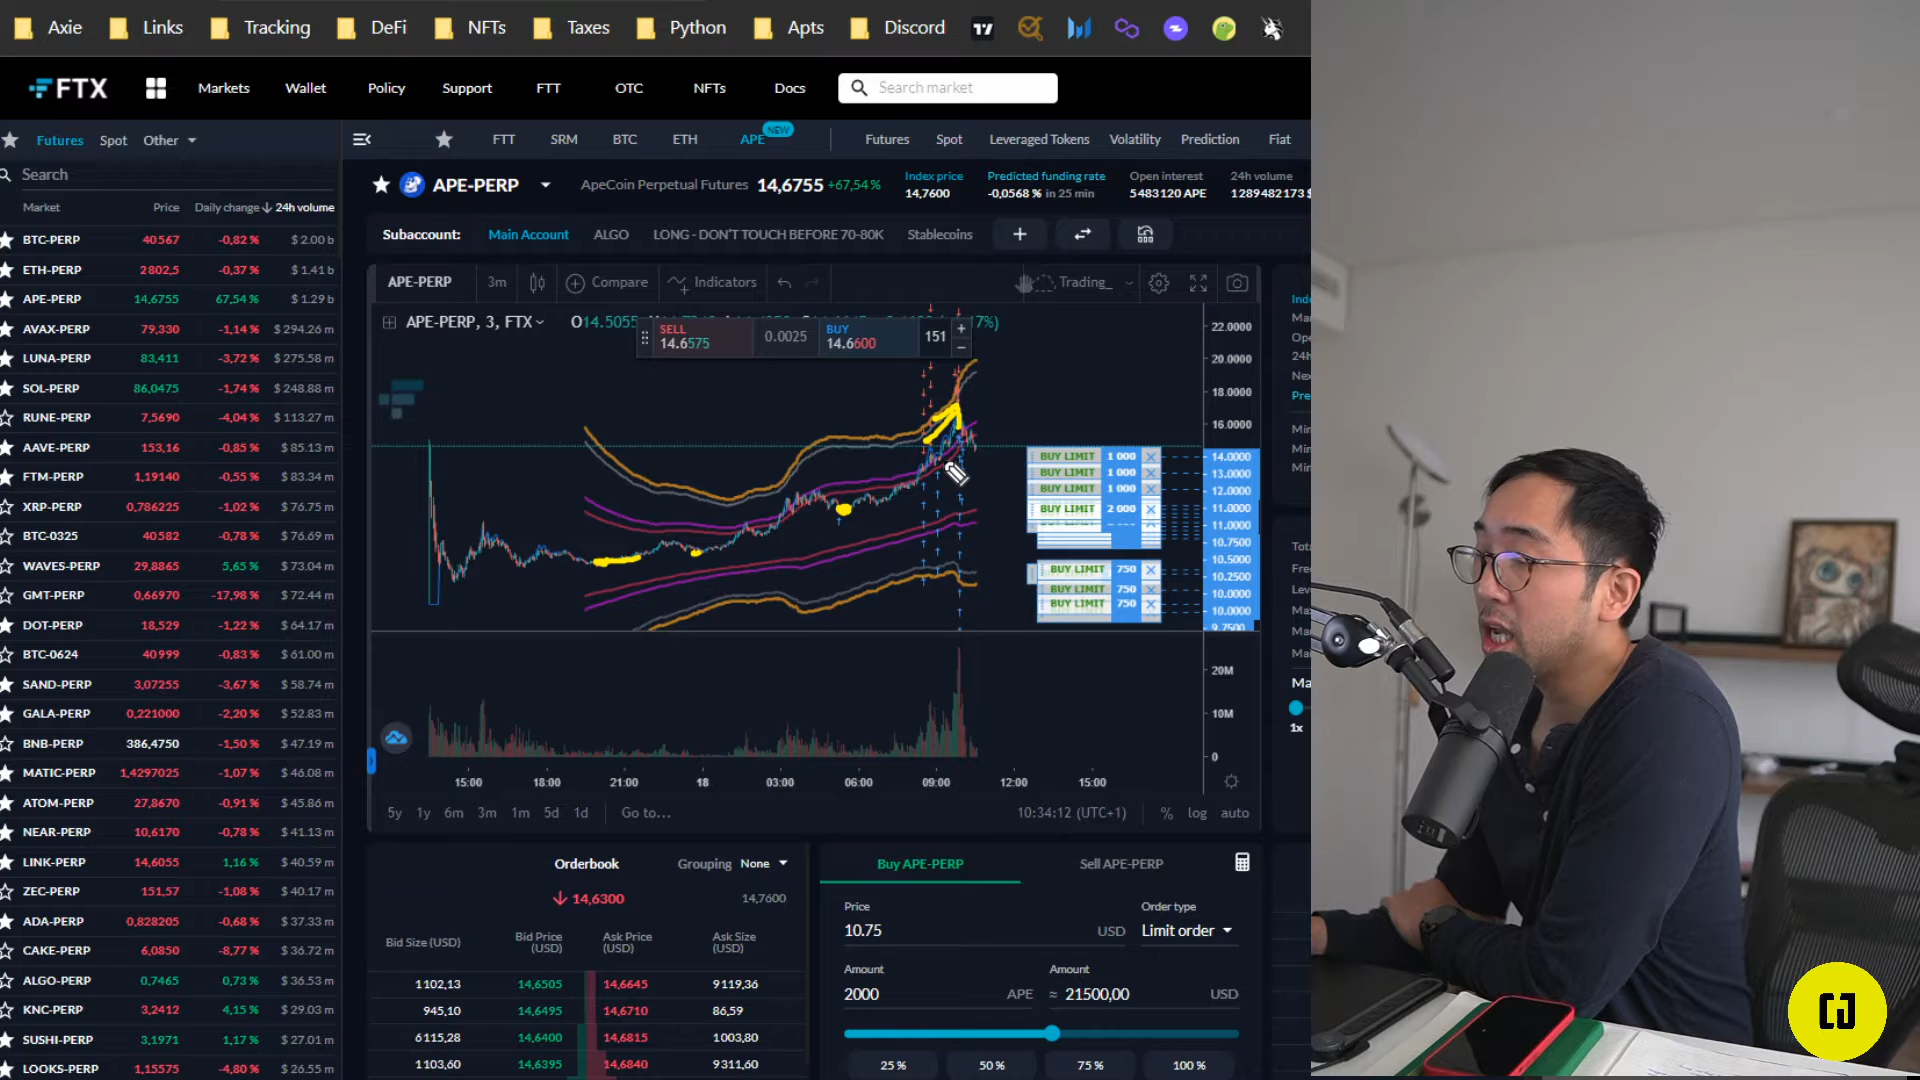 Axie Links Tracking DeFi NFTs Taxes Python Apts Discord
FTX Markets Wallet Policy Support FTT OTC NFTs Docs Search market
Futures Spot Other
FTT SRM BTC ETH APE NEW Futures Spot Leveraged Tokens Volatility Prediction Fiat
Search
Market Price Daily change 24h volume
BTC-PERP 40567 -0,82 % $ 2.00 b
ETH-PERP 2802,5 -0,37 % $ 1.41 b
APE-PERP 14,6755 67,54 % $ 1.29 b
AVAX-PERP 79,330 -1,14 % $ 294.26 m
LUNA-PERP 83,411 -3,72 % $ 275.58 m
SOL-PERP 86,0475 -1,74 % $ 248.88 m
RUNE-PERP 7,5690 -4,04 % $ 113.27 m
AAVE-PERP 153,16 -0,85 % $ 85.13 m
FTM-PERP 1,19140 -0,55 % $ 83.34 m
XRP-PERP 0,786225 -1,02 % $ 76.75 m
BTC-0325 40582 -0,78 % $ 76.69 m
WAVES-PERP 29,8865 5,65 % $ 73.04 m
GMT-PERP 0,66970 -17,98 % $ 72.44 m
DOT-PERP 18,529 -1,22 % $ 64.17 m
BTC-0624 40999 -0,83 % $ 61.00 m
SAND-PERP 3,07255 -3,67 % $ 58.74 m
GALA-PERP 0,221000 -2,20 % $ 52.83 m
BNB-PERP 386,4750 -1,50 % $ 47.19 m
MATIC-PERP 1,4297025 -1,07 % $ 46.08 m
ATOM-PERP 27,8670 -0,91 % $ 45.86 m
NEAR-PERP 10,6170 -0,78 % $ 41.13 m
LINK-PERP 14,6055 1,16 % $ 40.59 m
ZEC-PERP 151,57 -1,08 % $ 40.17 m
ADA-PERP 0,828205 -0,68 % $ 37.33 m
CAKE-PERP 6,0850 -8,77 % $ 36.72 m
ALGO-PERP 0,7465 0,73 % $ 36.53 m
KNC-PERP 3,2412 4,15 % $ 29.03 m
SUSHI-PERP 3,1971 1,17 % $ 27.01 m
LOOKS-PERP 1,15575 -4,80 % $ 26.55 m
APE-PERP ApeCoin Perpetual Futures 14,6755 +67,54 %
Index price Predicted funding rate Open interest 24h volume
14,7600 -0,0568 % in 25 min 5483120 APE 1289482173 $
Subaccount: Main Account ALGO LONG - DON'T TOUCH BEFORE 70-80K Stablecoins
APE-PERP 3m Compare Indicators Trading_
APE-PERP, 3, FTX O14.5055 17%)
SELL BUY
14.6575 0.0025 14.6600 151
22.0000
20.0000
18.0000
16.0000
BUY LIMIT 1 000 14.0000
BUY LIMIT 1 000 13.0000
BUY LIMIT 1 000 12.0000
BUY LIMIT 2 000 11.0000
11.0000
10.7500
10.5000
BUY LIMIT 750 10.2500
BUY LIMIT 750 10.0000
BUY LIMIT 750 10.0000
9.7500
20M
10M
0
15:00 18:00 21:00 18 03:00 06:00 09:00 12:00 15:00
5y 1y 6m 3m 1m 5d 1d Go to... 10:34:12 (UTC+1) % log auto
1x
Orderbook Grouping None
14,6300 14,7600
Bid Size (USD) Bid Price (USD) Ask Price (USD) Ask Size (USD)
1102,13 14,6505 14,6645 9119,36
945,10 14,6495 14,6710 86,59
6115,28 14,6400 14,6815 1003,80
1103,60 14,6395 14,6840 9311,60
Buy APE-PERP Sell APE-PERP
Price Order type
10.75 USD Limit order
Amount Amount
2000 APE ≈ 21500,00 USD
25 % 50 % 75 % 100 %